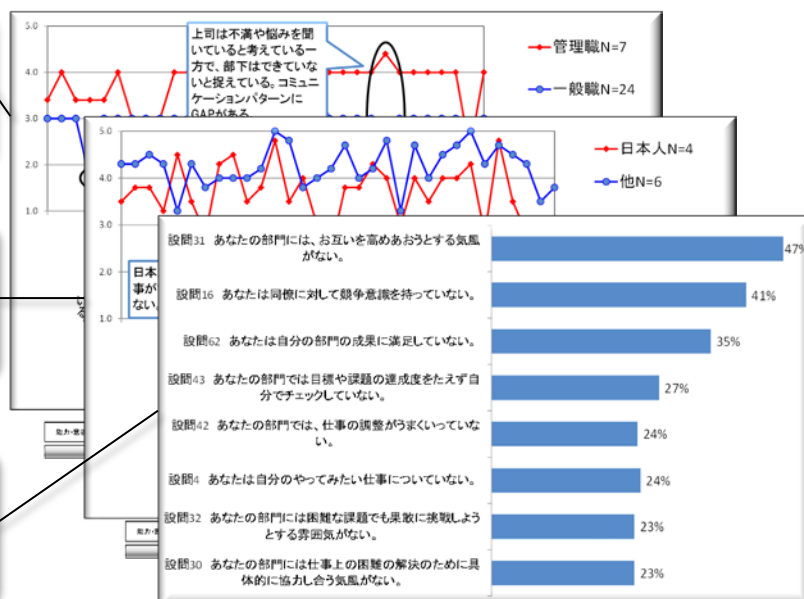 5.0
4.0
3.0
2.0
1.0
上司は不満や悩みを聞
いていると考えている一
方で、部下はできていな
いと捉えている。コミュニ
ケーションパターンに
GAPがある。
管理職N=7
一般職N=24
5.0
4.0
3.0
2.0
1.0
日本人N=4
他N=6
日本
事が
ない。
設問31 あなたの部門には、お互いを高めあおうとする気風
がない。
47%
設問16 あなたは同僚に対して競争意識を持っていない。
41%
設問62 あなたは自分の部門の成果に満足していない。
35%
設問43 あなたの部門では目標や課題の達成度をたえず自
分でチェックしていない。
27%
設問42 あなたの部門では、仕事の調整がうまくいっていな
い。
24%
設問4 あなたは自分のやってみたい仕事についていない。
24%
設問32 あなたの部門には困難な課題でも果敢に挑戦しよう
とする雰囲気がない。
23%
設問30 あなたの部門には仕事上の困難の解決のために具
体的に協力し合う気風がない。
23%